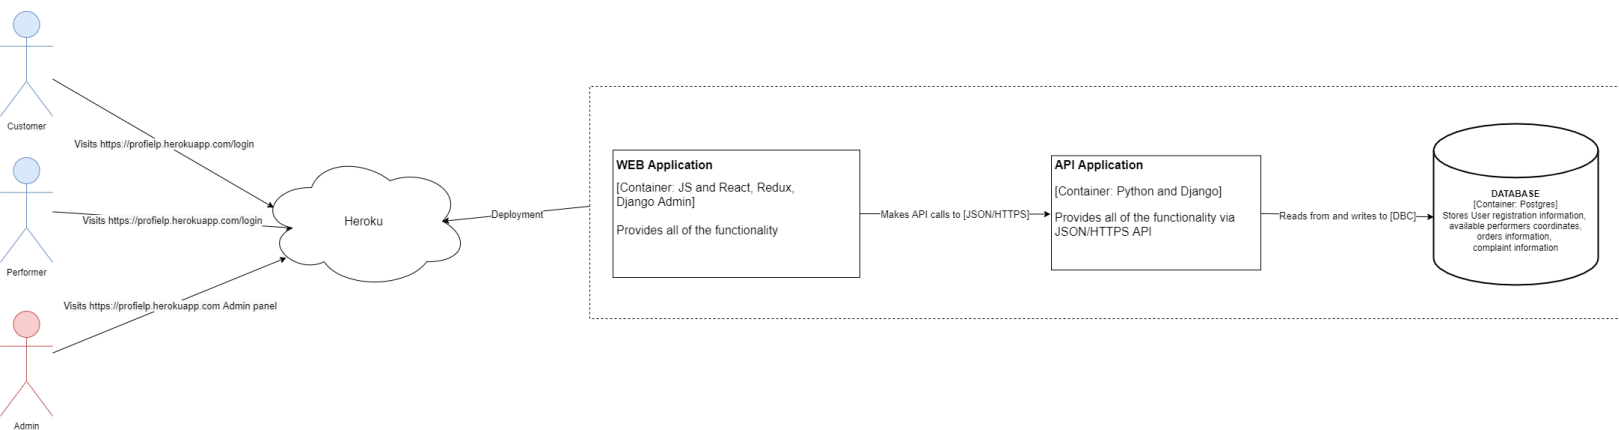 Customer
Visits https://profielp.herokuapp.com/login
Performer
Visits https://profielp.herokuapp.com/login
Admin
Visits https://profielp.herokuapp.com Admin panel
Heroku
Deployment
WEB Application
[Container: JS and React, Redux,
Django Admin]
Provides all of the functionality
Makes API calls to [JSON/HTTPS]
API Application
[Container: Python and Django]
Provides all of the functionality via
JSON/HTTPS API
Reads from and writes to [DBC]
DATABASE
[Container: Postgres]
Stores User registration information,
available performers coordinates,
orders information,
complaint information